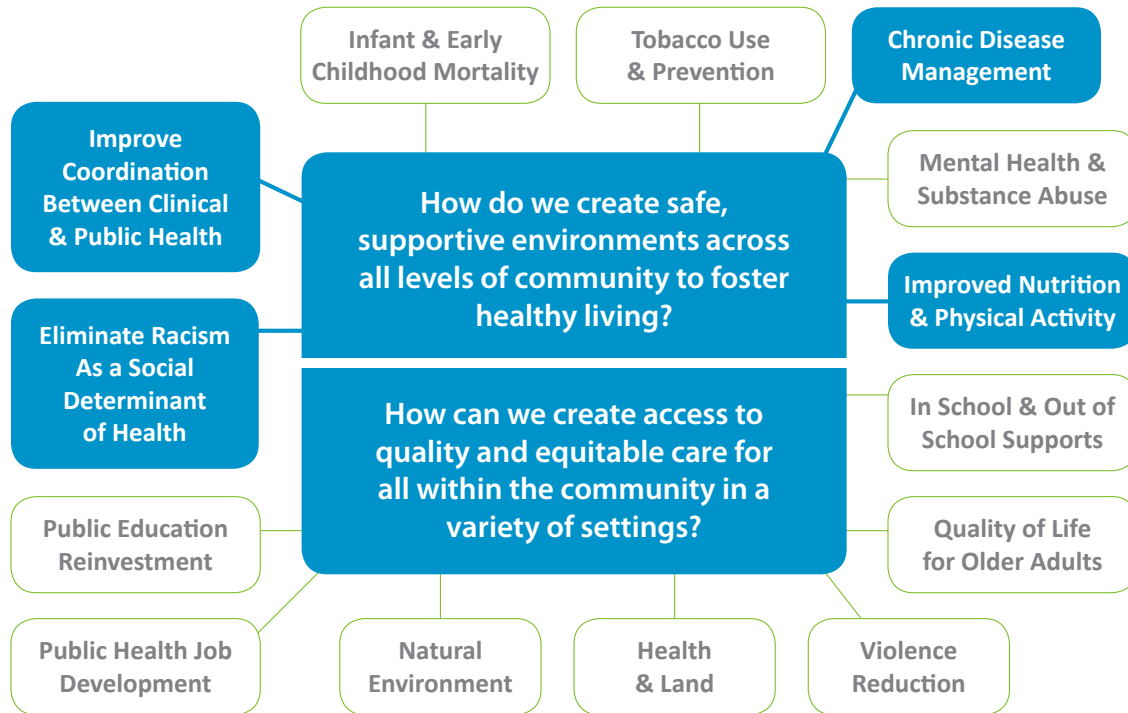 Infant & Early
Childhood Mortality
Tobacco Use
& Prevention
Chronic Disease
Management
Improve
Coordination
Between Clinical
& Public Health
Mental Health &
Substance Abuse
How do we create safe,
supportive environments across
all levels of community to foster
healthy living?
Improved Nutrition
& Physical Activity
Eliminate Racism
As a Social
Determinant
of Health
How can we create access to
quality and equitable care for
all within the community in a
variety of settings?
In School & Out of
School Supports
Public Education
Reinvestment
Quality of Life
for Older Adults
Public Health Job
Development
Natural
Environment
Health
& Land
Violence
Reduction